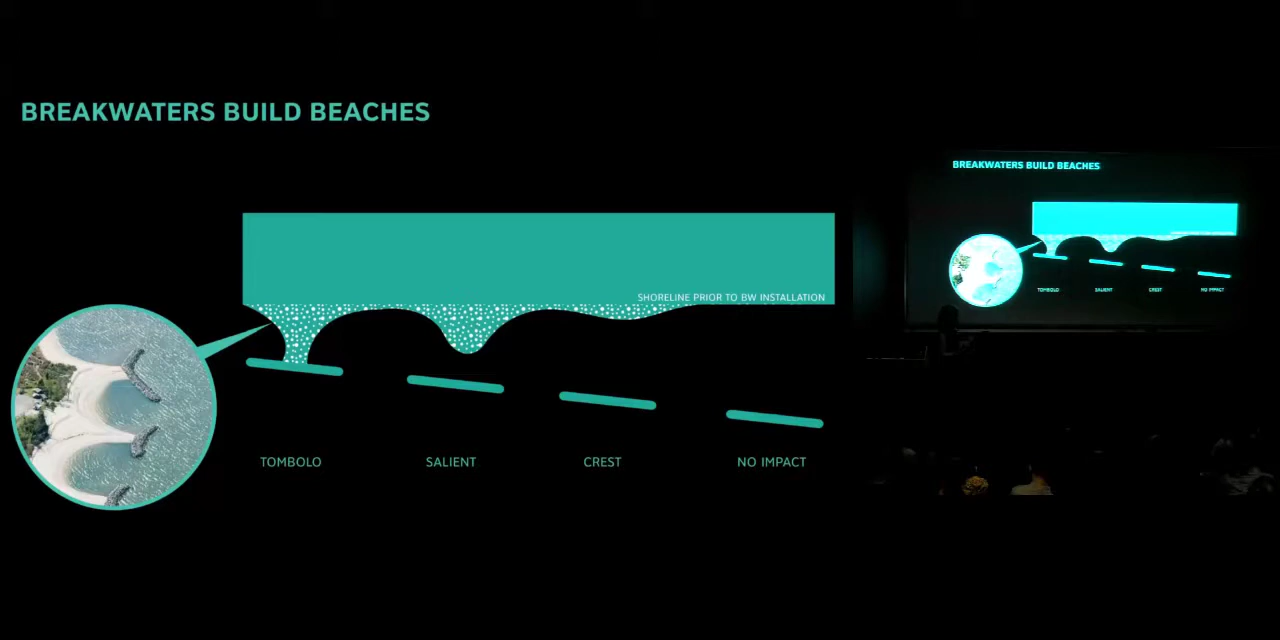 BREAKWATERS BUILD BEACHES
SHORELINE PRIOR TO BW INSTALLATION
TOMBOLO
SALIENT
CREST
NO IMPACT
BREAKWATERS BUILD BEACHES
TOMBOLO
SALIENT
CREST
NO IMPACT